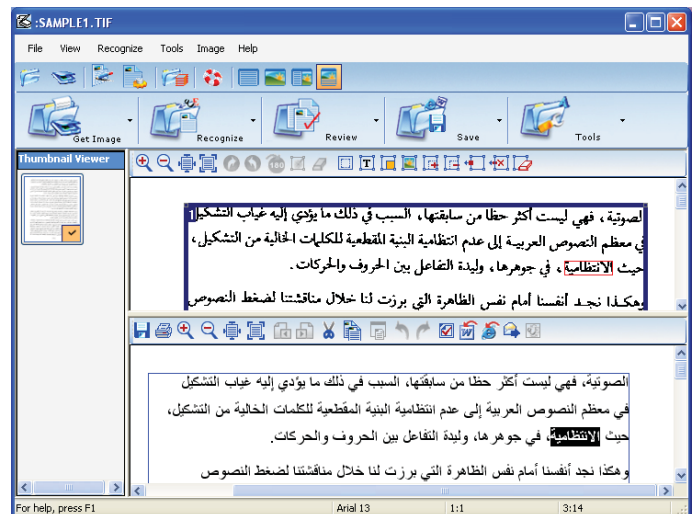 :SAMPLE1.TIF
File View Recognize Tools Image Help
Get Image Recognize Review Save Tools
Thumbnail Viewer
180 T
1
الصوتية، فهي ليست أكثر حظا من سابقتها، السبب في ذلك ما يؤدي إليه غياب التشكيل
في معظم النصوص العربية إلى عدم انتظامية البنية المقطعية للكلمات الخالية من التشكيل،
حيث الانتظامية، في جوهرها، وليدة التفاعل بين الحروف والحركات.
وهكذا نجد أنفسنا أمام نفس الظاهرة التي برزت لنا خلال مناقشتنا لضغط النصوص
الصوتية، فهي ليست أكثر حظا من سابقتها، السبب في ذلك ما يؤدي إليه غياب التشكيل
في معظم النصوص العربية إلى عدم انتظامية البنية المقطعية للكلمات الخالية من التشكيل،
حيث الانتظامية، في جوهرها، وليدة التفاعل بين الحروف والحركات.
وهكذا نجد أنفسنا أمام نفس الظاهرة التي برزت لنا خلال مناقشتنا لضغط النصوص
For help, press F1 Arial 13 1:1 3:14